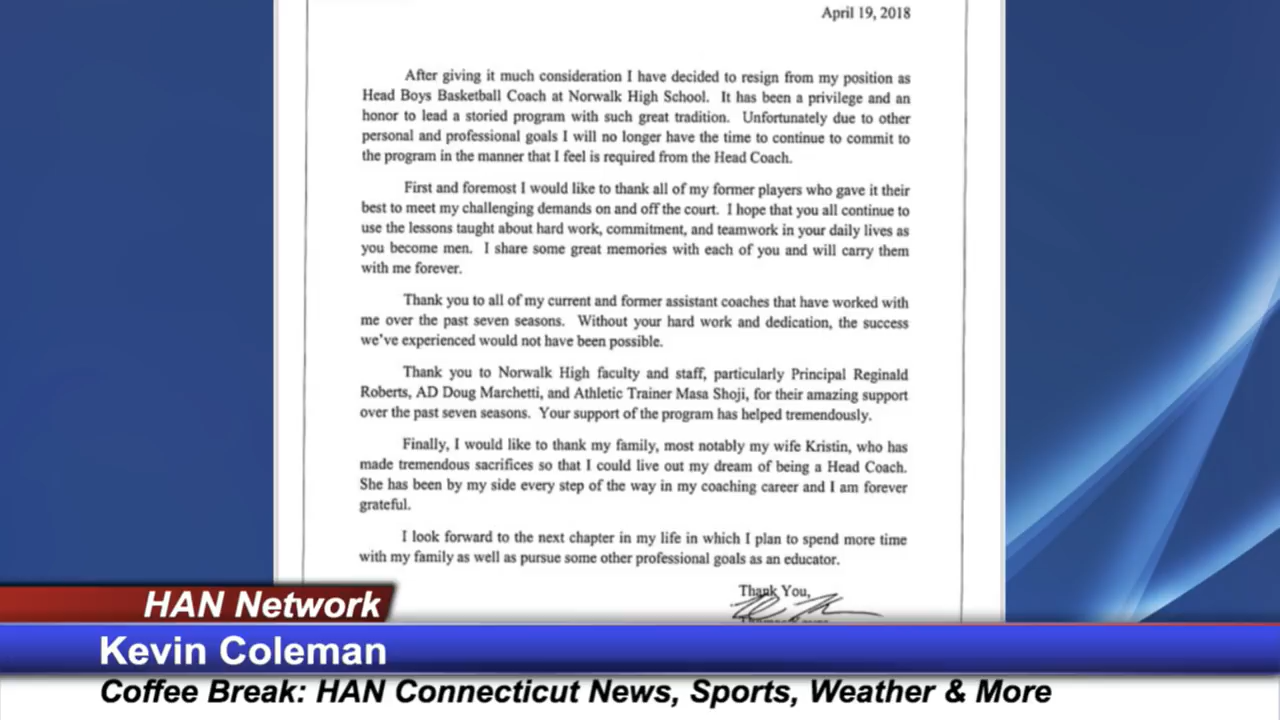 April 19, 2018
After giving it much consideration I have decided to resign from my position as
Head Boys Basketball Coach at Norwalk High School. It has been a privilege and an
honor to lead a storied program with such great tradition. Unfortunately due to other
personal and professional goals I will no longer have the time to continue to commit to
the program in the manner that I feel is required from the Head Coach.
First and foremost I would like to thank all of my former players who gave it their
best to meet my challenging demands on and off the court. I hope that you all continue to
use the lessons taught about hard work, commitment, and teamwork in your daily lives as
you become men. I share some great memories with each of you and will carry them
with me forever.
Thank you to all of my current and former assistant coaches that have worked with
me over the past seven seasons. Without your hard work and dedication, the success
we've experienced would not have been possible.
Thank you to Norwalk High faculty and staff, particularly Principal Reginald
Roberts, AD Doug Marchetti, and Athletic Trainer Masa Shoji, for their amazing support
over the past seven seasons. Your support of the program has helped tremendously.
Finally, I would like to thank my family, most notably my wife Kristin, who has
made tremendous sacrifices so that I could live out my dream of being a Head Coach.
She has been by my side every step of the way in my coaching career and I am forever
grateful.
I look forward to the next chapter in my life in which I plan to spend more time
with my family as well as pursue some other professional goals as an educator.
Thank You,
HAN Network
Kevin Coleman
Coffee Break: HAN Connecticut News, Sports, Weather & More